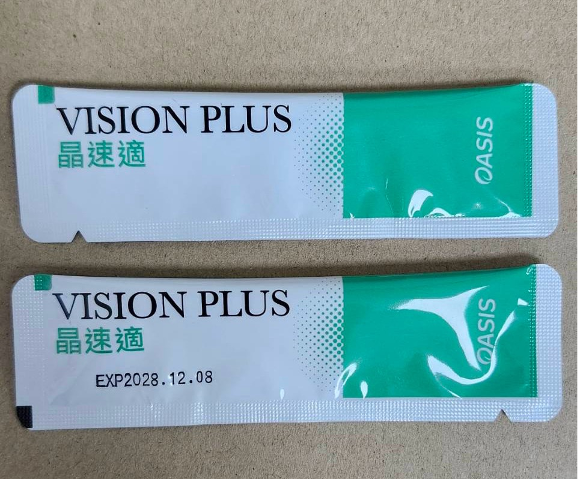 VISION PLUS
晶速適
OASIS
VISION PLUS
晶速適
EXP2028.12.08
OASIS